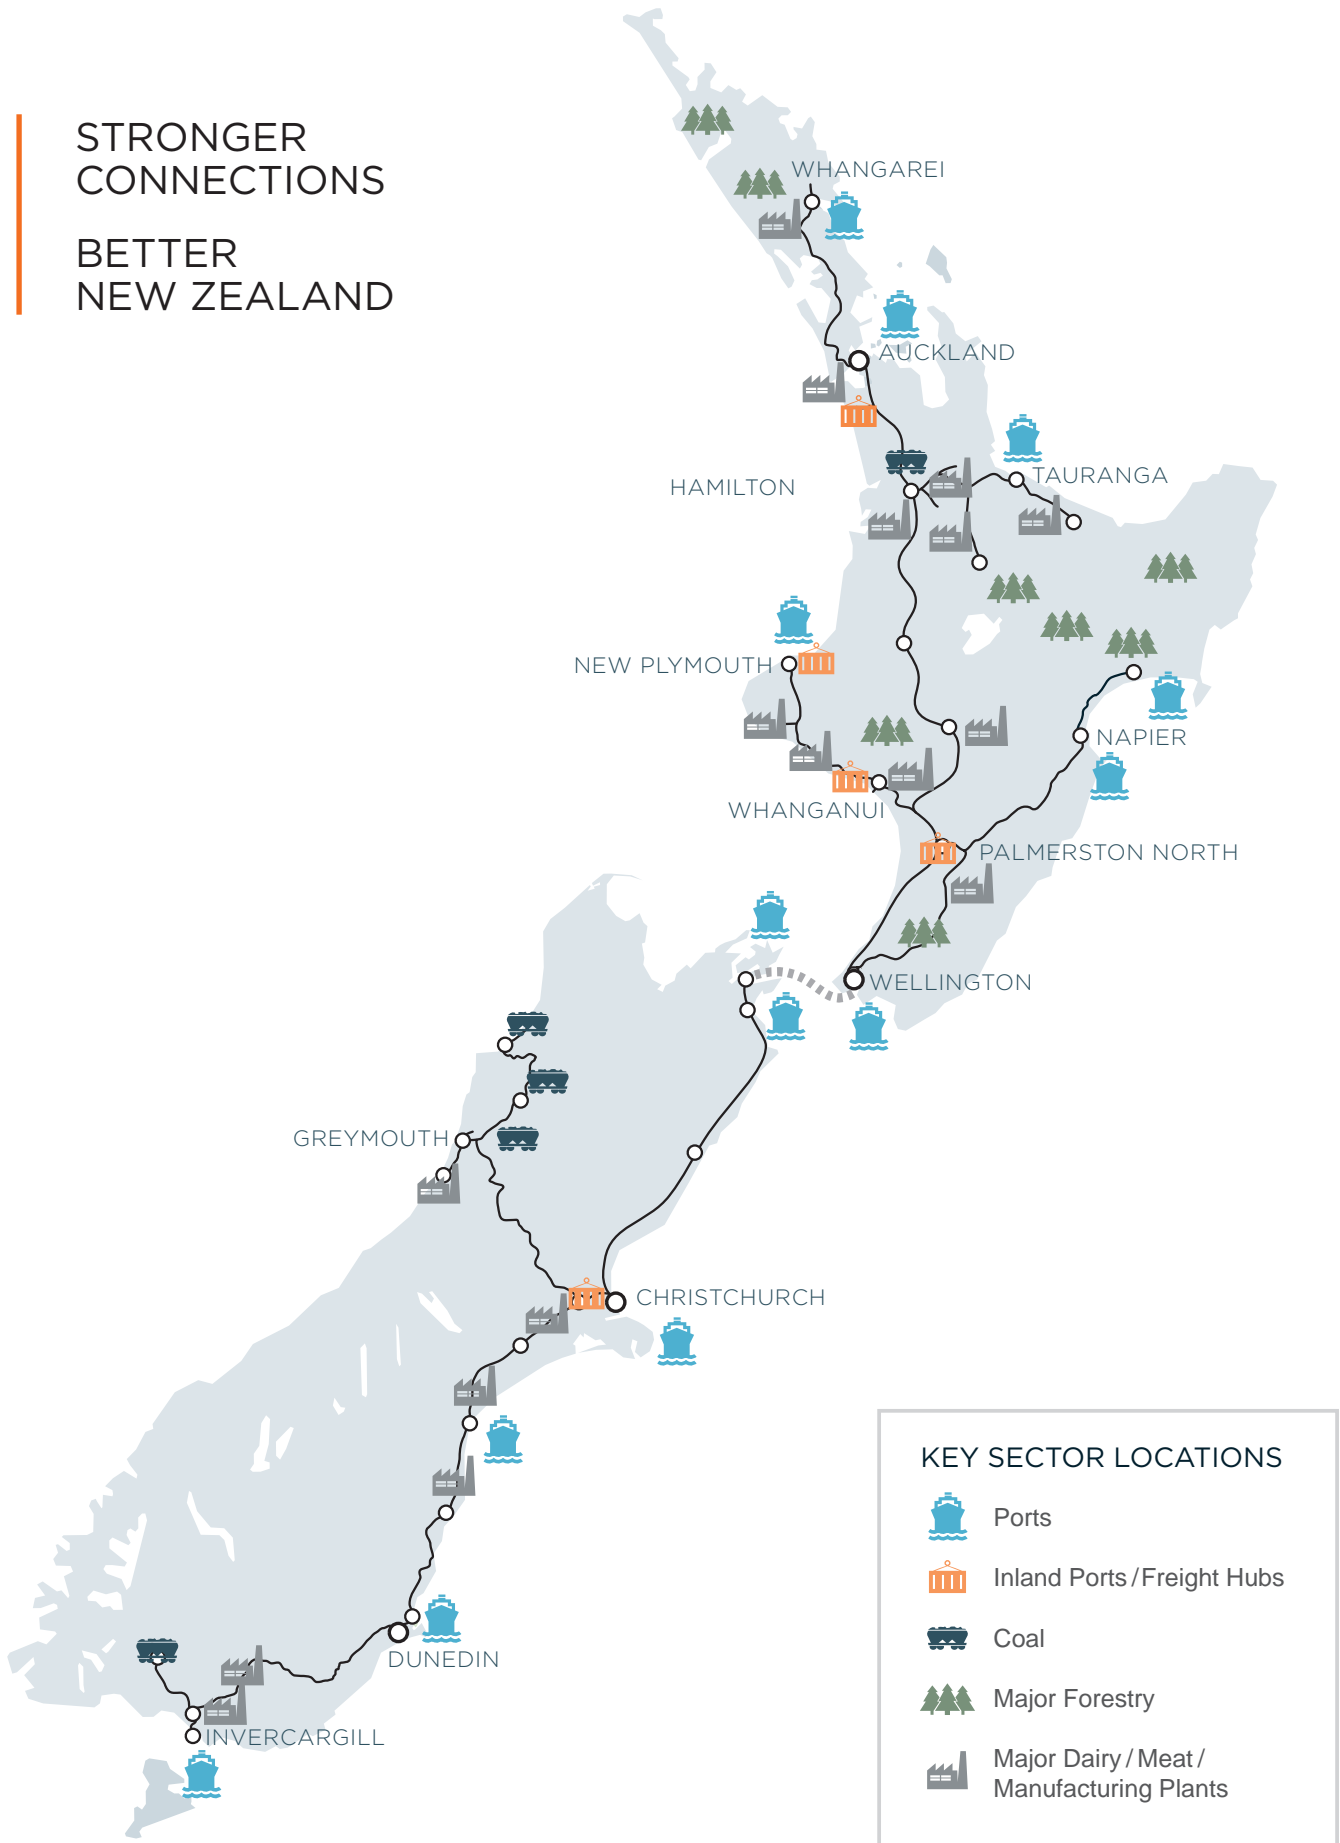 STRONGER
CONNECTIONS
BETTER
NEW ZEALAND
WHANGAREI
AUCKLAND
TAURANGA
HAMILTON
NEW PLYMOUTH
NAPIER
WHANGANUI
PALMERSTON NORTH
WELLINGTON
GREYMOUTH
CHRISTCHURCH
DUNEDIN
INVERCARGILL
KEY SECTOR LOCATIONS
Ports
Inland Ports / Freight Hubs
Coal
Major Forestry
Major Dairy / Meat /
Manufacturing Plants